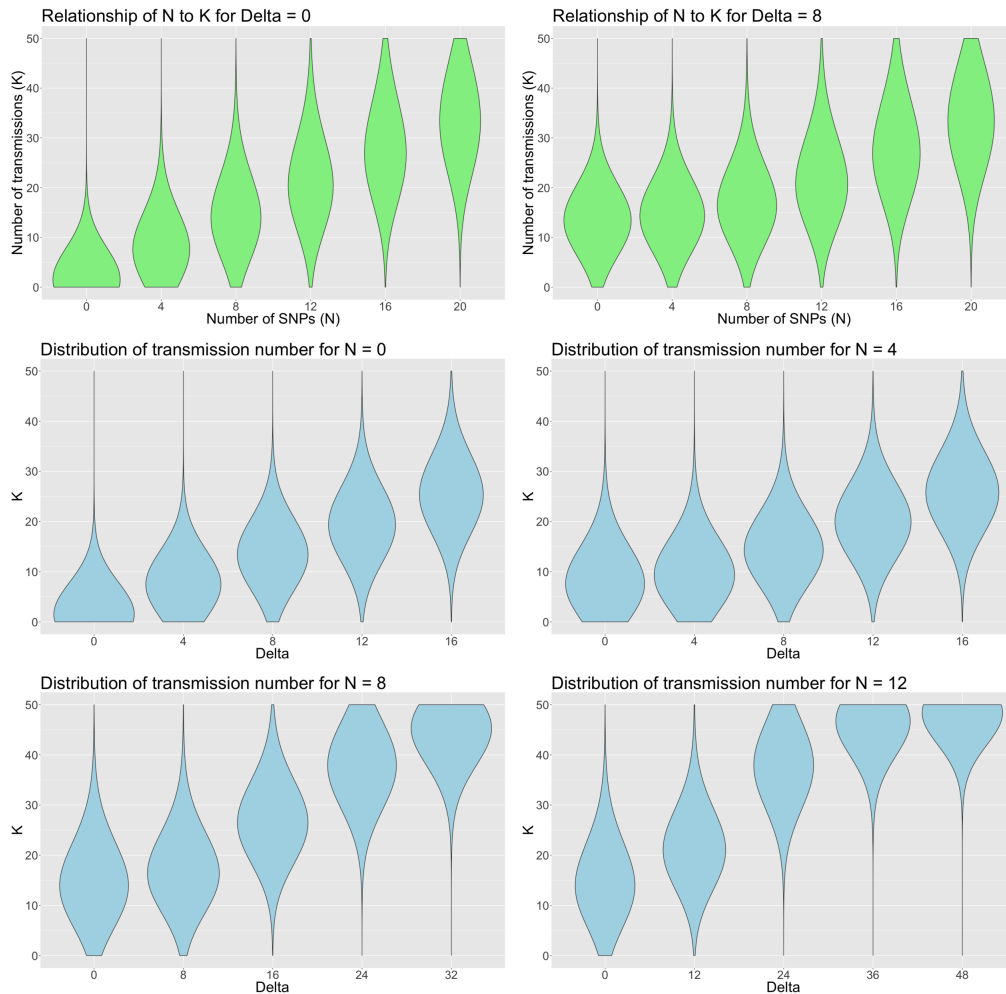 Relationship of N to K for Delta = 0
Number of transmissions (K)
50
40
30
20
10
0
0 4 8 12 16 20
Number of SNPs (N)
Relationship of N to K for Delta = 8
Number of transmissions (K)
50
40
30
20
10
0
0 4 8 12 16 20
Number of SNPs (N)
Distribution of transmission number for N = 0
K
50
40
30
20
10
0
0 4 8 12 16
Delta
Distribution of transmission number for N = 4
K
50
40
30
20
10
0
0 4 8 12 16
Delta
Distribution of transmission number for N = 8
K
50
40
30
20
10
0
0 8 16 24 32
Delta
Distribution of transmission number for N = 12
K
50
40
30
20
10
0
0 12 24 36 48
Delta